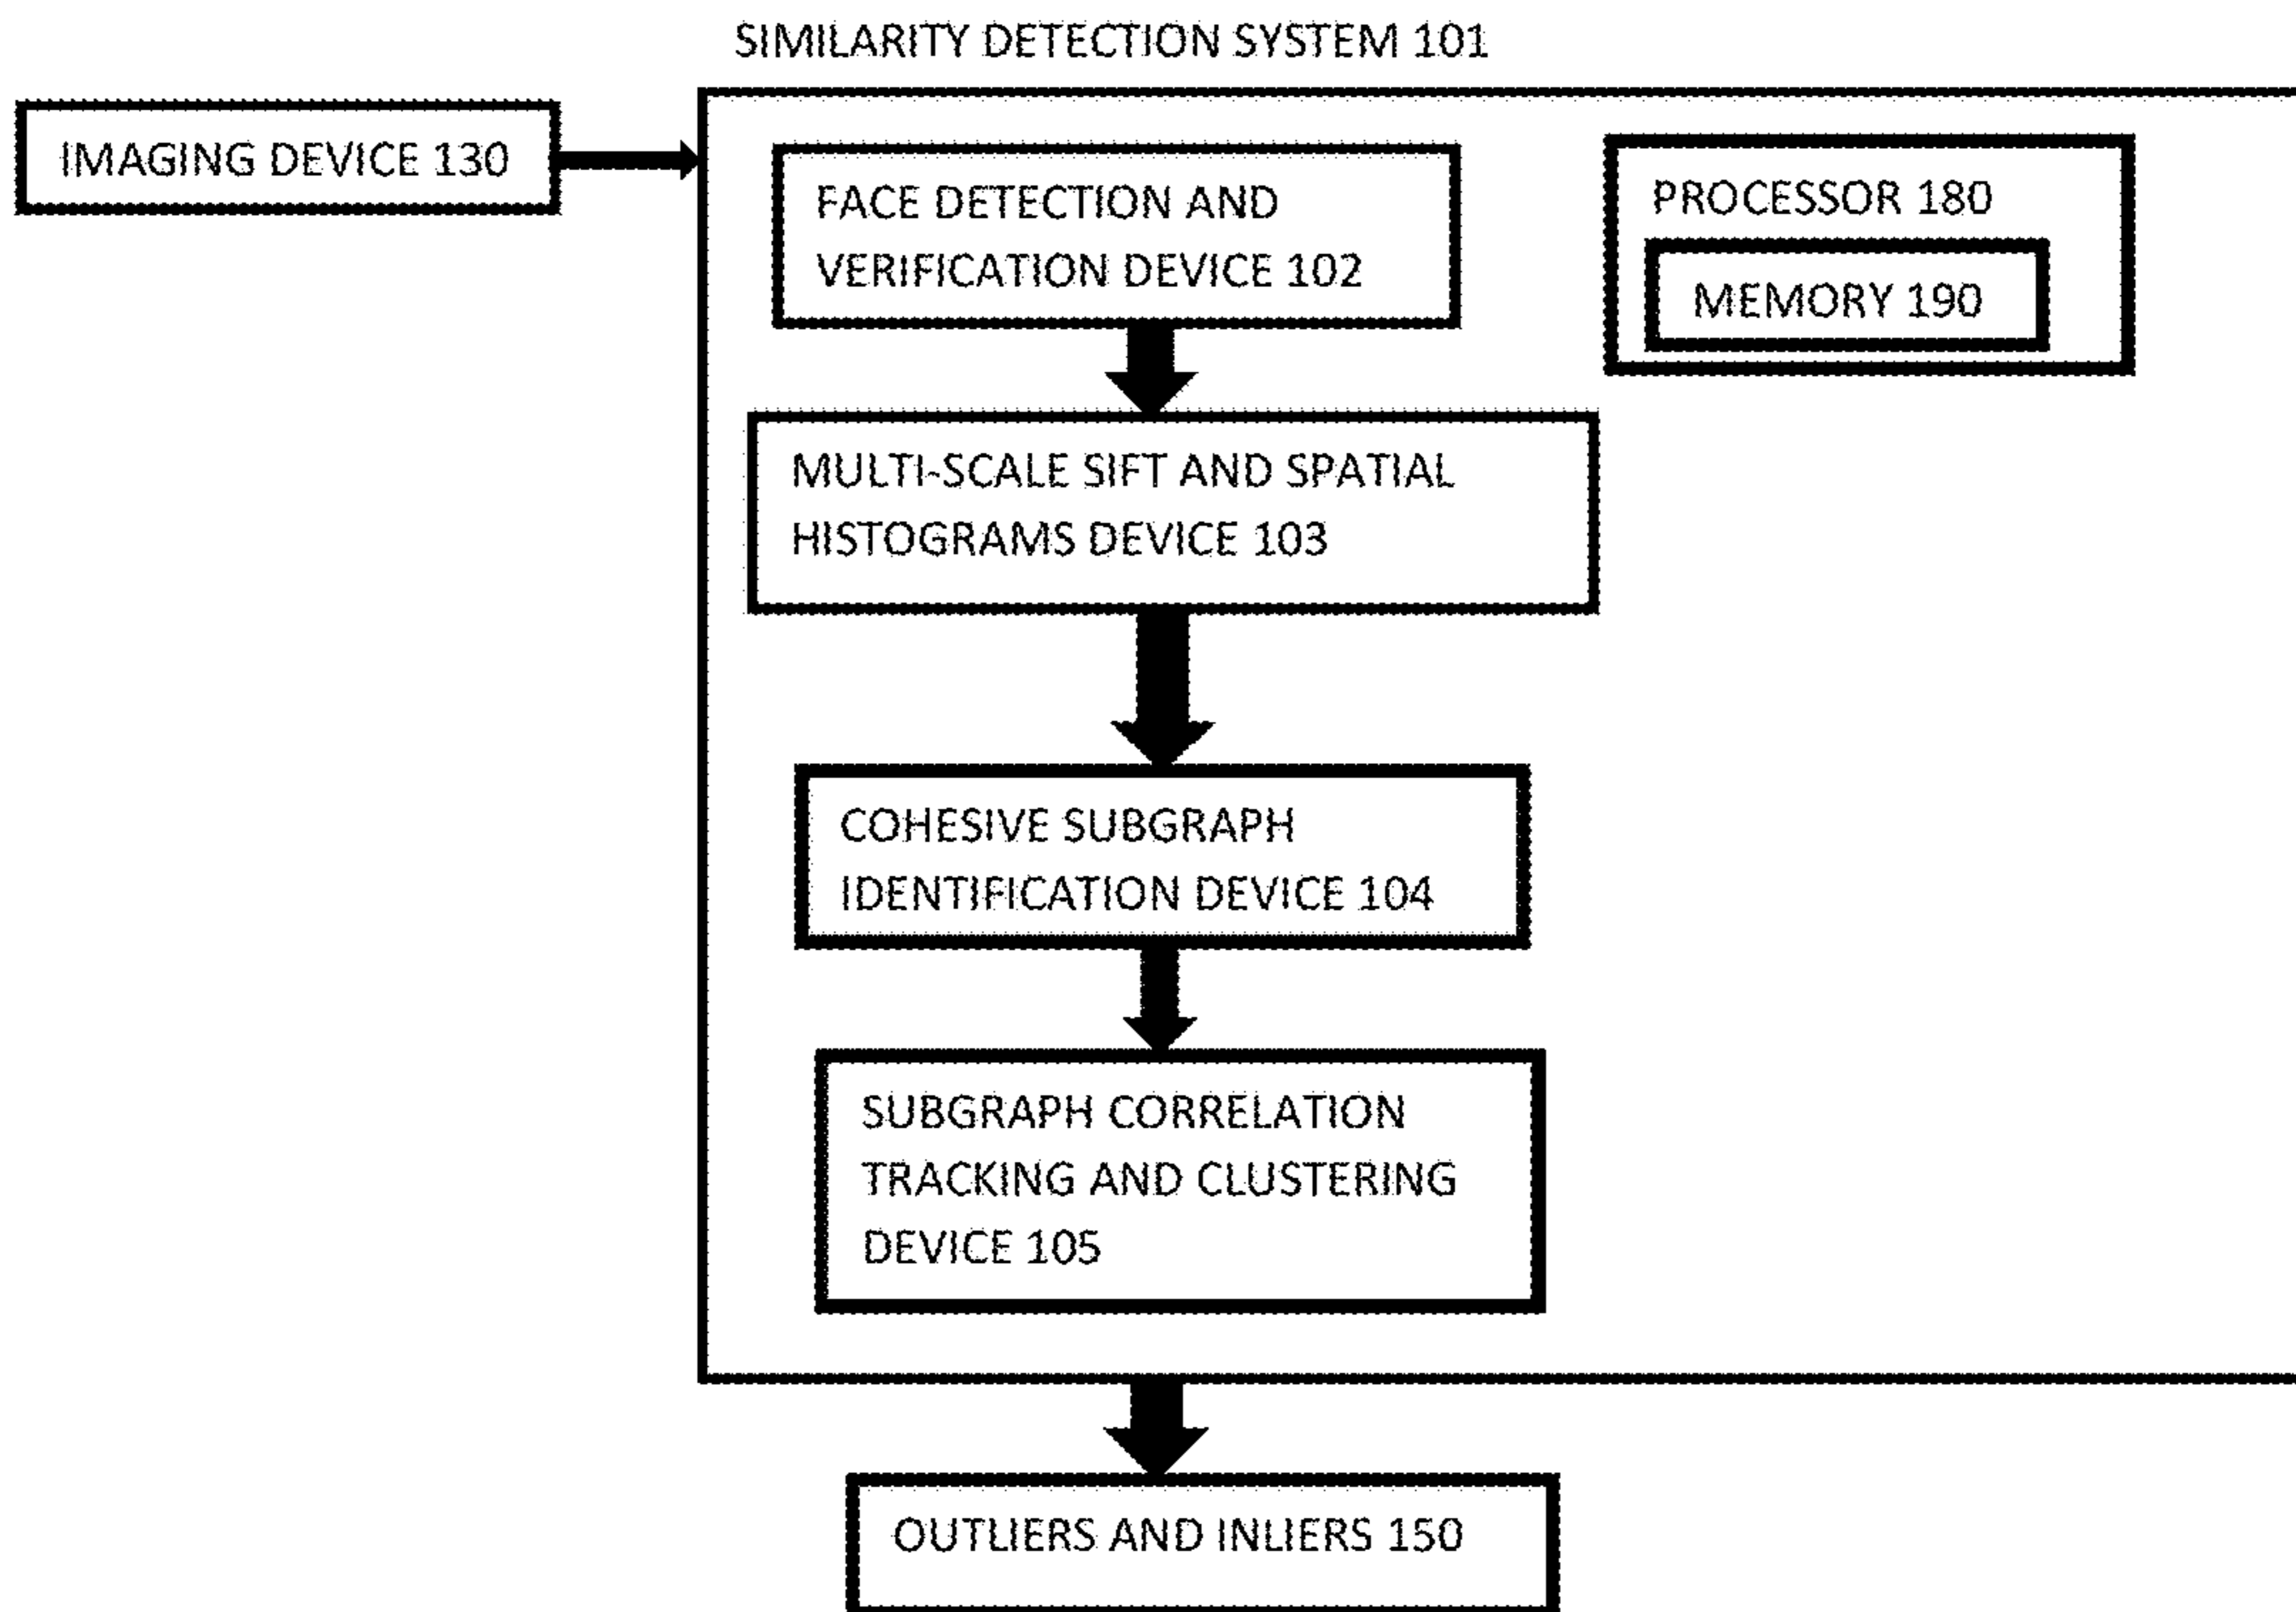 SIMILARITY DETECTION SYSTEM 101
IMAGING DEVICE 130
FACE DETECTION AND
VERIFICATION DEVICE 102
PROCESSOR 180
MEMORY 190
MULTI-SCALE SIFT AND SPATIAL
HISTOGRAMS DEVICE 103
COHESIVE SUBGRAPH
IDENTIFICATION DEVICE 104
SUBGRAPH CORRELATION
TRACKING AND CLUSTERING
DEVICE 105
OUTLIERS AND INLIERS 150